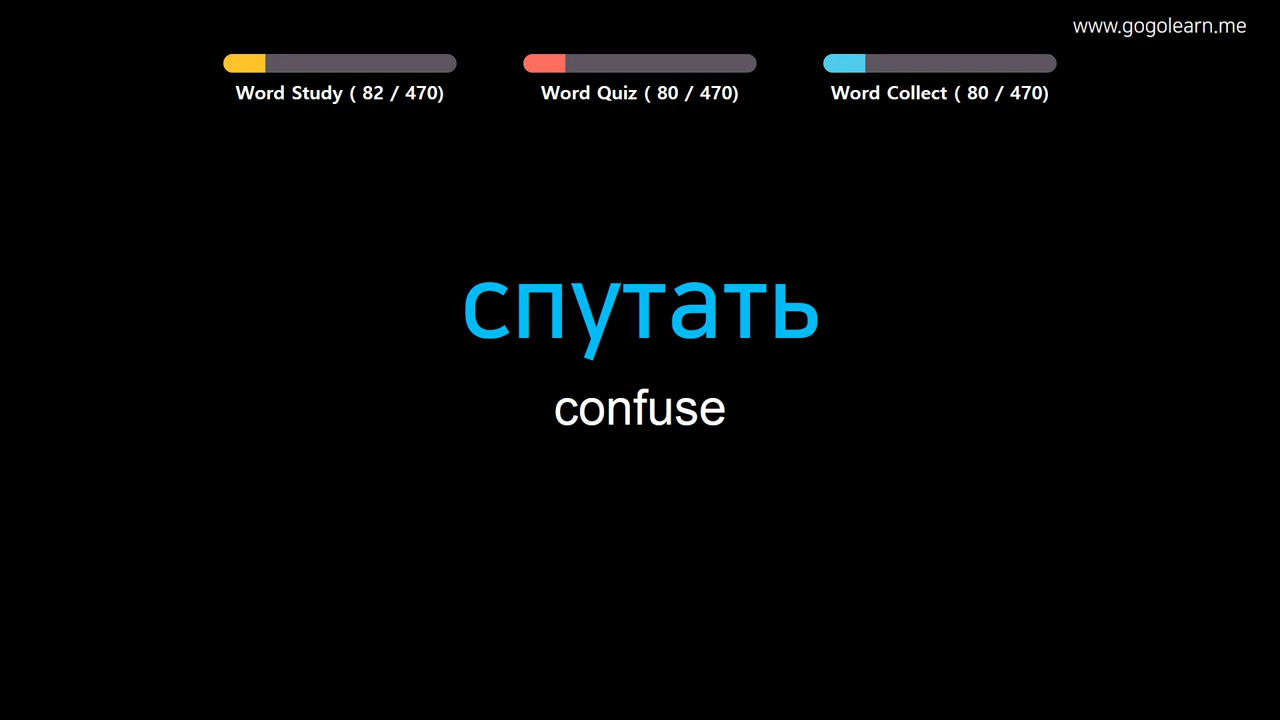 www.gogolearn.me
Word Study ( 82 / 470)
Word Quiz ( 80 / 470)
Word Collect ( 80 / 470)
спутать
confuse